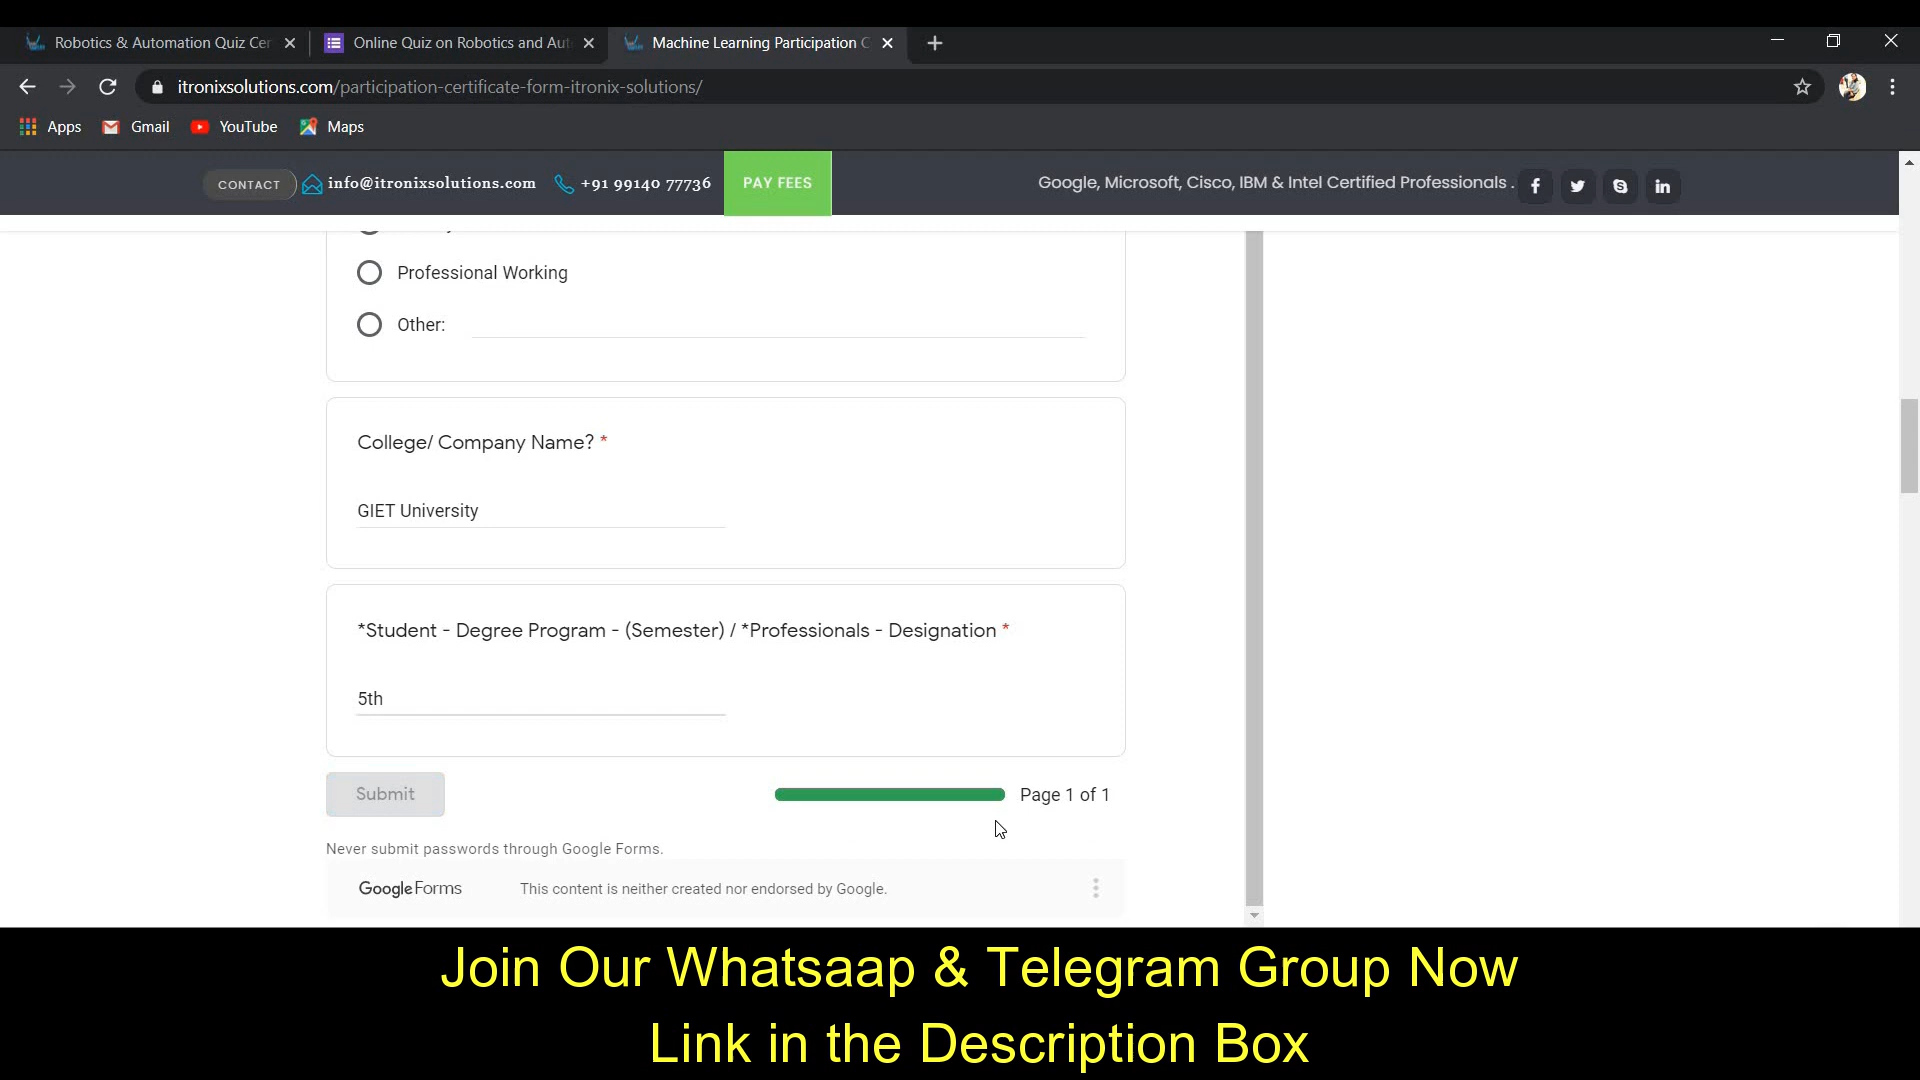 Robotics & Automation Quiz Cer
Online Quiz on Robotics and Aut
Machine Learning Participation C
itronixsolutions.com/participation-certificate-form-itronix-solutions/
Apps
Gmail
YouTube
Maps
CONTACT
info@itronixsolutions.com
+91 99140 77736
PAY FEES
Google, Microsoft, Cisco, IBM & Intel Certified Professionals .
Professional Working
Other:
College/ Company Name? *
GIET University
*Student - Degree Program - (Semester) / *Professionals - Designation *
5th
Submit
Page 1 of 1
Never submit passwords through Google Forms.
Google Forms
This content is neither created nor endorsed by Google.
Join Our Whatsaap & Telegram Group Now
Link in the Description Box